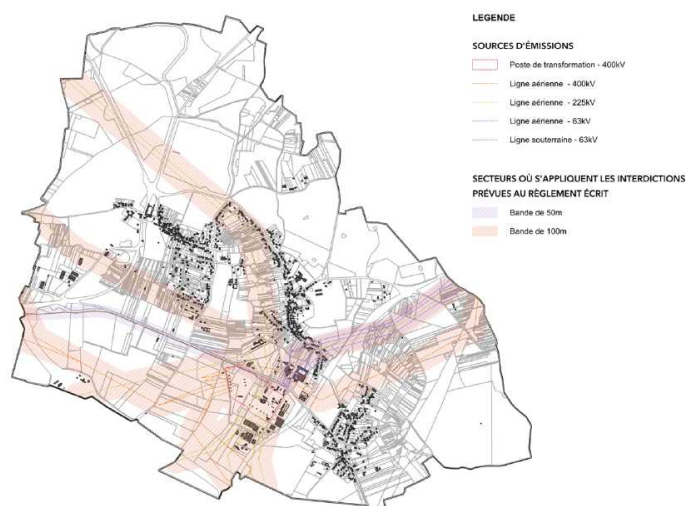 LEGENDE
SOURCES D'ÉMISSIONS
Poste de transformation - 400kV
Ligne aérienne - 400kV
Ligne aérienne - 225kV
Ligne aérienne - 63kV
Ligne souterraine - 63kV
SECTEURS OÙ S'APPLIQUENT LES INTERDICTIONS
PRÉVUES AU RÈGLEMENT ÉCRIT
Bande de 50m
Bande de 100m